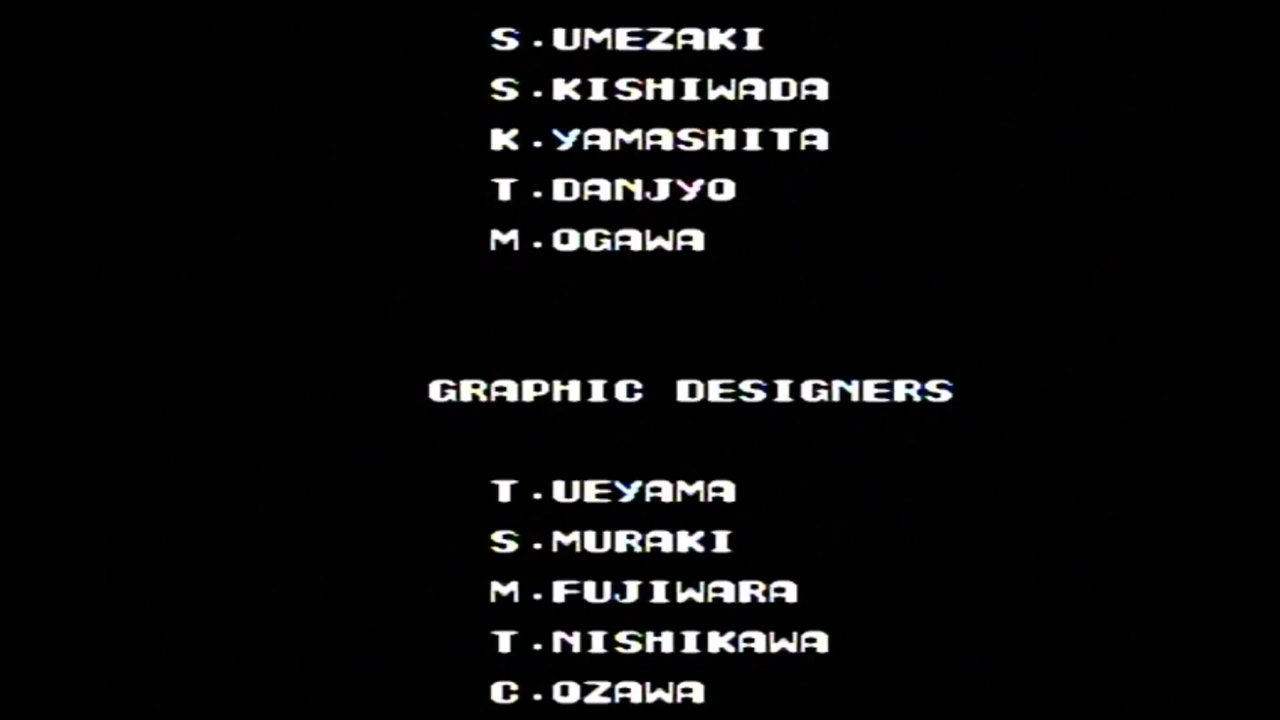 S.UMEZAKI
S.KISHIWADA
K.YAMASHITA
T.DANJYO
M.OGAWA
GRAPHIC DESIGNERS
T.UEYAMA
S.MURAKI
M.FUJIWARA
T.NISHIKAWA
C.OZAWA